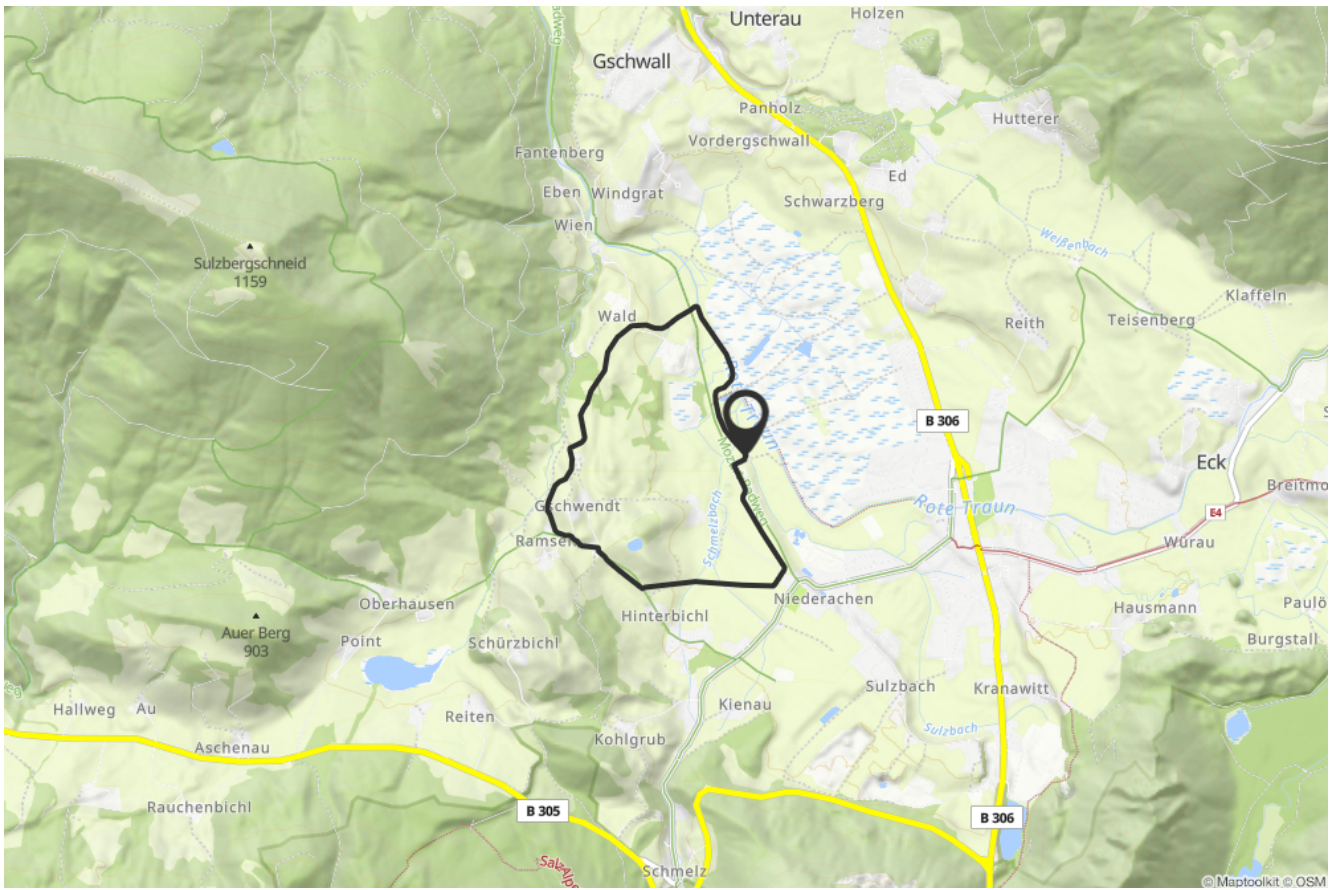 Unterau
Holzen
Gschwall
Panholz
Hutterer
Vordergschwall
Fantenberg
Ed
Eben
Windgrat
Schwarzberg
Wien
Weißenbach
Sulzbergschneid
1159
Klaffeln
Wald
Reith
Teisenberg
B 306
Eck
Breitmo
Gschwendt
Radweg
Schmelzbach
Rote Traun
E4
Ramsen
Würau
Oberhausen
Niederachen
Hausmann
Paulö
Hinterbichl
Auer Berg
903
Point
Schürzbichl
Burgstall
Sulzbach
Kranawitt
Hallweg
Au
Reiten
Kienau
Sulzbach
Aschenau
Kohlgrub
Rauchenbichl
B 305
B 306
Schmelz
© Maptoolkit © OSM